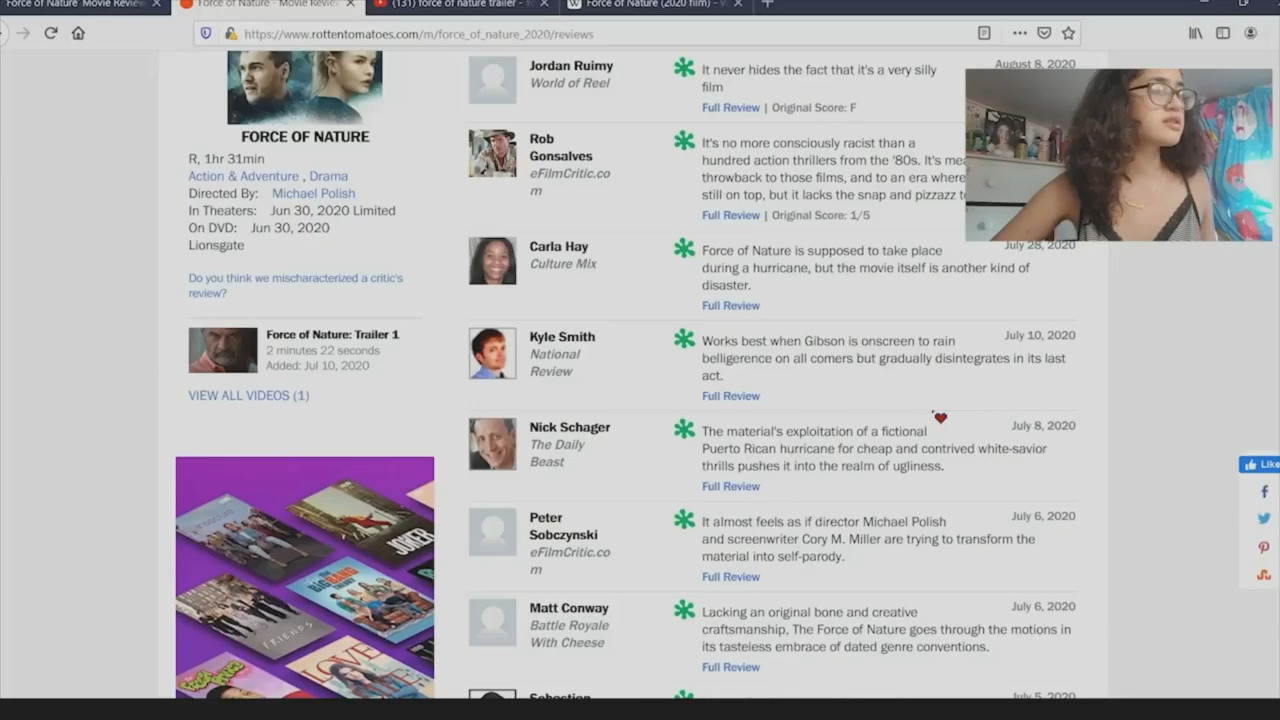 Force of Nature Movie Review
Force of Nature - Movie Review
(131) force of nature trailer -
Force of Nature (2020 film) -
https://www.rottentomatoes.com/m/force_of_nature_2020/reviews
FORCE OF NATURE
R, 1hr 31min
Action & Adventure , Drama
Directed By: Michael Polish
In Theaters: Jun 30, 2020 Limited
On DVD: Jun 30, 2020
Lionsgate
Do you think we mischaracterized a critic's
review?
Force of Nature: Trailer 1
2 minutes 22 seconds
Added: Jul 10, 2020
VIEW ALL VIDEOS (1)
JOKER
THE BIG BANG THEORY
FRIENDS
LOVE
Jordan Ruimy
World of Reel
August 8, 2020
It never hides the fact that it's a very silly
film
Full Review | Original Score: F
Rob
Gonsalves
eFilmCritic.co
m
It's no more consciously racist than a
hundred action thrillers from the '80s. It's mea
throwback to those films, and to an era where
still on top, but it lacks the snap and pizzazz t
Full Review | Original Score: 1/5
Carla Hay
Culture Mix
July 28, 2020
Force of Nature is supposed to take place
during a hurricane, but the movie itself is another kind of
disaster.
Full Review
Kyle Smith
National
Review
July 10, 2020
Works best when Gibson is onscreen to rain
belligerence on all comers but gradually disintegrates in its last
act.
Full Review
Nick Schager
The Daily
Beast
July 8, 2020
The material's exploitation of a fictional
Puerto Rican hurricane for cheap and contrived white-savior
thrills pushes it into the realm of ugliness.
Full Review
Peter
Sobczynski
eFilmCritic.co
m
July 6, 2020
It almost feels as if director Michael Polish
and screenwriter Cory M. Miller are trying to transform the
material into self-parody.
Full Review
Matt Conway
Battle Royale
With Cheese
July 6, 2020
Lacking an original bone and creative
craftsmanship, The Force of Nature goes through the motions in
its tasteless embrace of dated genre conventions.
Full Review
Sebastian
July 5, 2020
Like